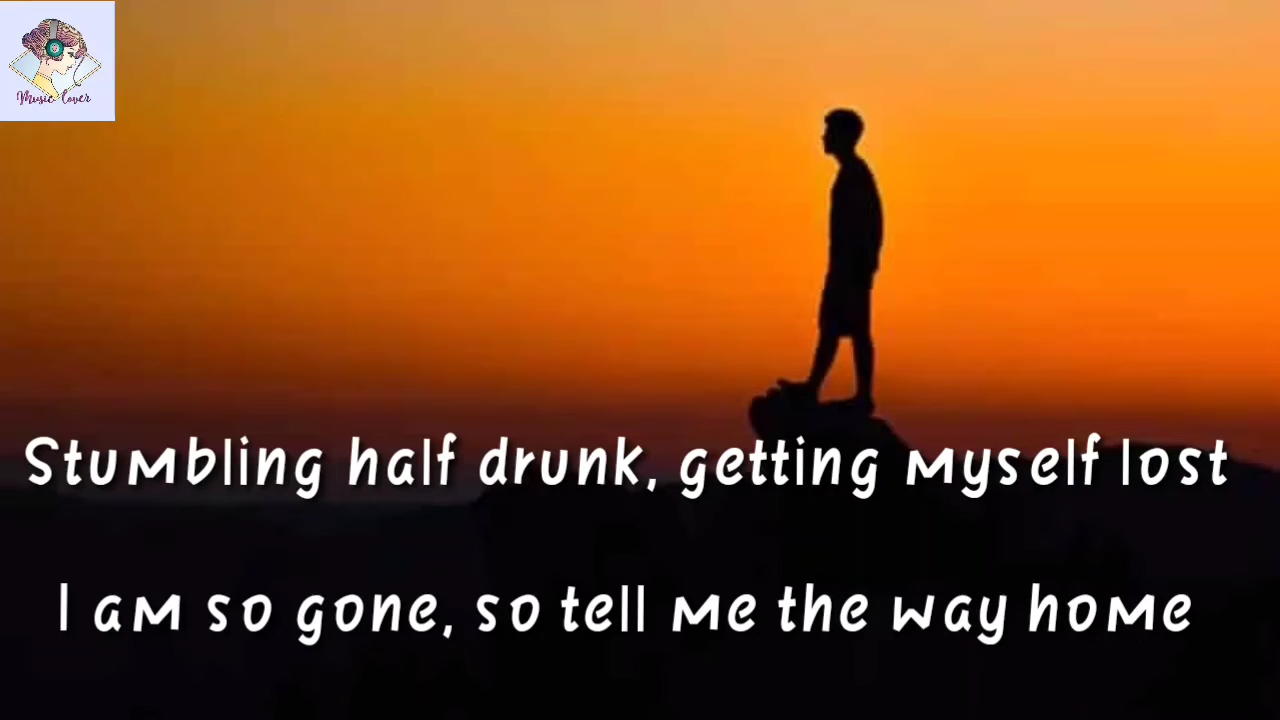 Music Cover
Stumbling half drunk, getting myself lost
I am so gone, so tell me the way home